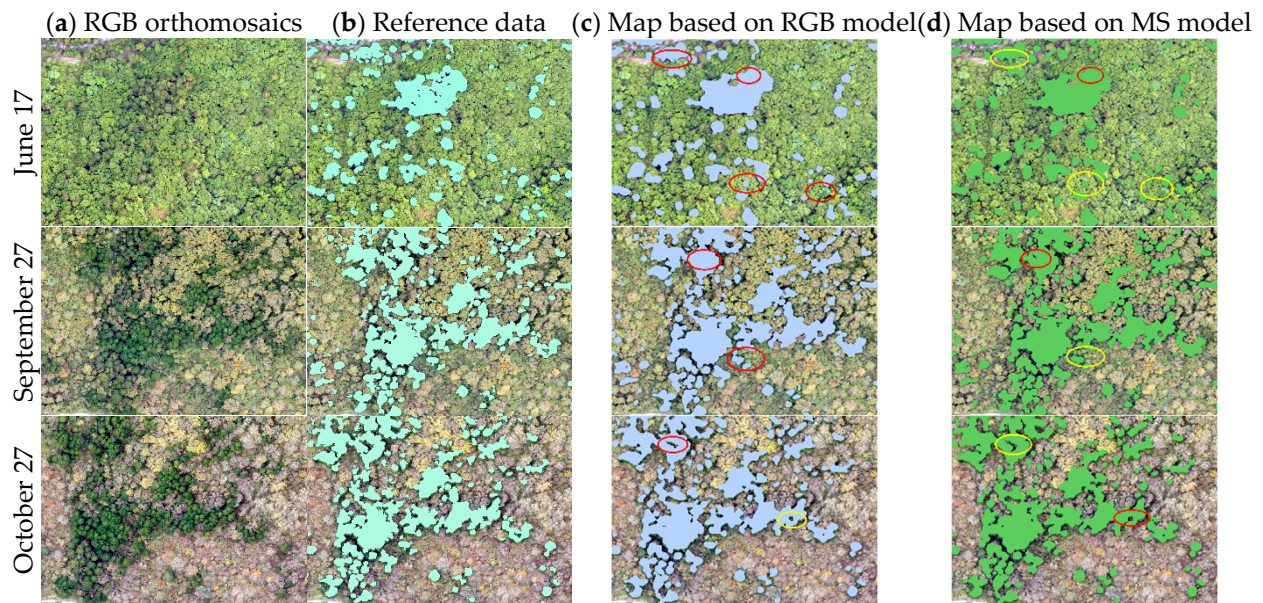 (a) RGB orthomosaics
(b) Reference data
(c) Map based on RGB model
(d) Map based on MS model
June 17
September 27
October 27